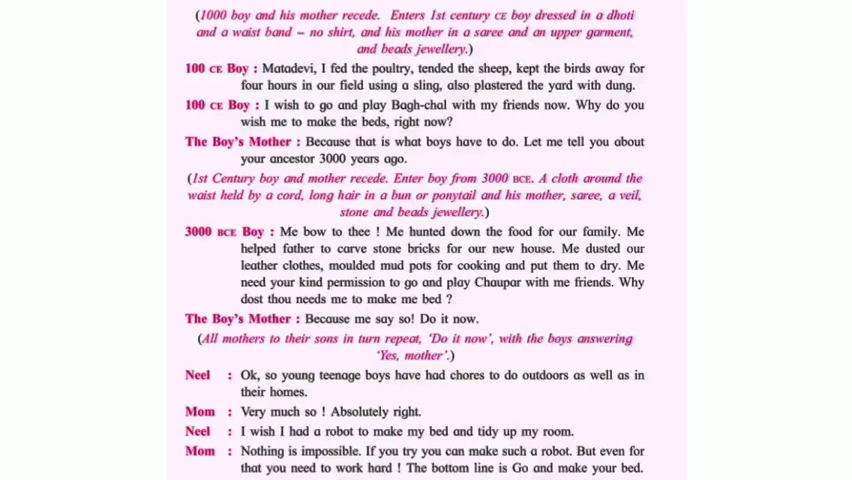 (1000 boy and his mother recede. Enters 1st century CE boy dressed in a dhoti
and a waist band – no shirt, and his mother in a saree and an upper garment,
and beads jewellery.)
100 CE Boy : Matadevi, I fed the poultry, tended the sheep, kept the birds away for
four hours in our field using a sling, also plastered the yard with dung.
100 CE Boy : I wish to go and play Bagh-chal with my friends now. Why do you
wish me to make the beds, right now?
The Boy's Mother : Because that is what boys have to do. Let me tell you about
your ancestor 3000 years ago.
(1st Century boy and mother recede. Enter boy from 3000 BCE. A cloth around the
waist held by a cord, long hair in a bun or ponytail and his mother, saree, a veil,
stone and beads jewellery.)
3000 BCE Boy : Me bow to thee ! Me hunted down the food for our family. Me
helped father to carve stone bricks for our new house. Me dusted our
leather clothes, moulded mud pots for cooking and put them to dry. Me
need your kind permission to go and play Chaupar with me friends. Why
dost thou needs me to make me bed ?
The Boy's Mother : Because me say so! Do it now.
(All mothers to their sons in turn repeat, 'Do it now', with the boys answering
'Yes, mother'.)
Neel : Ok, so young teenage boys have had chores to do outdoors as well as in
their homes.
Mom : Very much so ! Absolutely right.
Neel : I wish I had a robot to make my bed and tidy up my room.
Mom : Nothing is impossible. If you try you can make such a robot. But even for
that you need to work hard ! The bottom line is Go and make your bed.